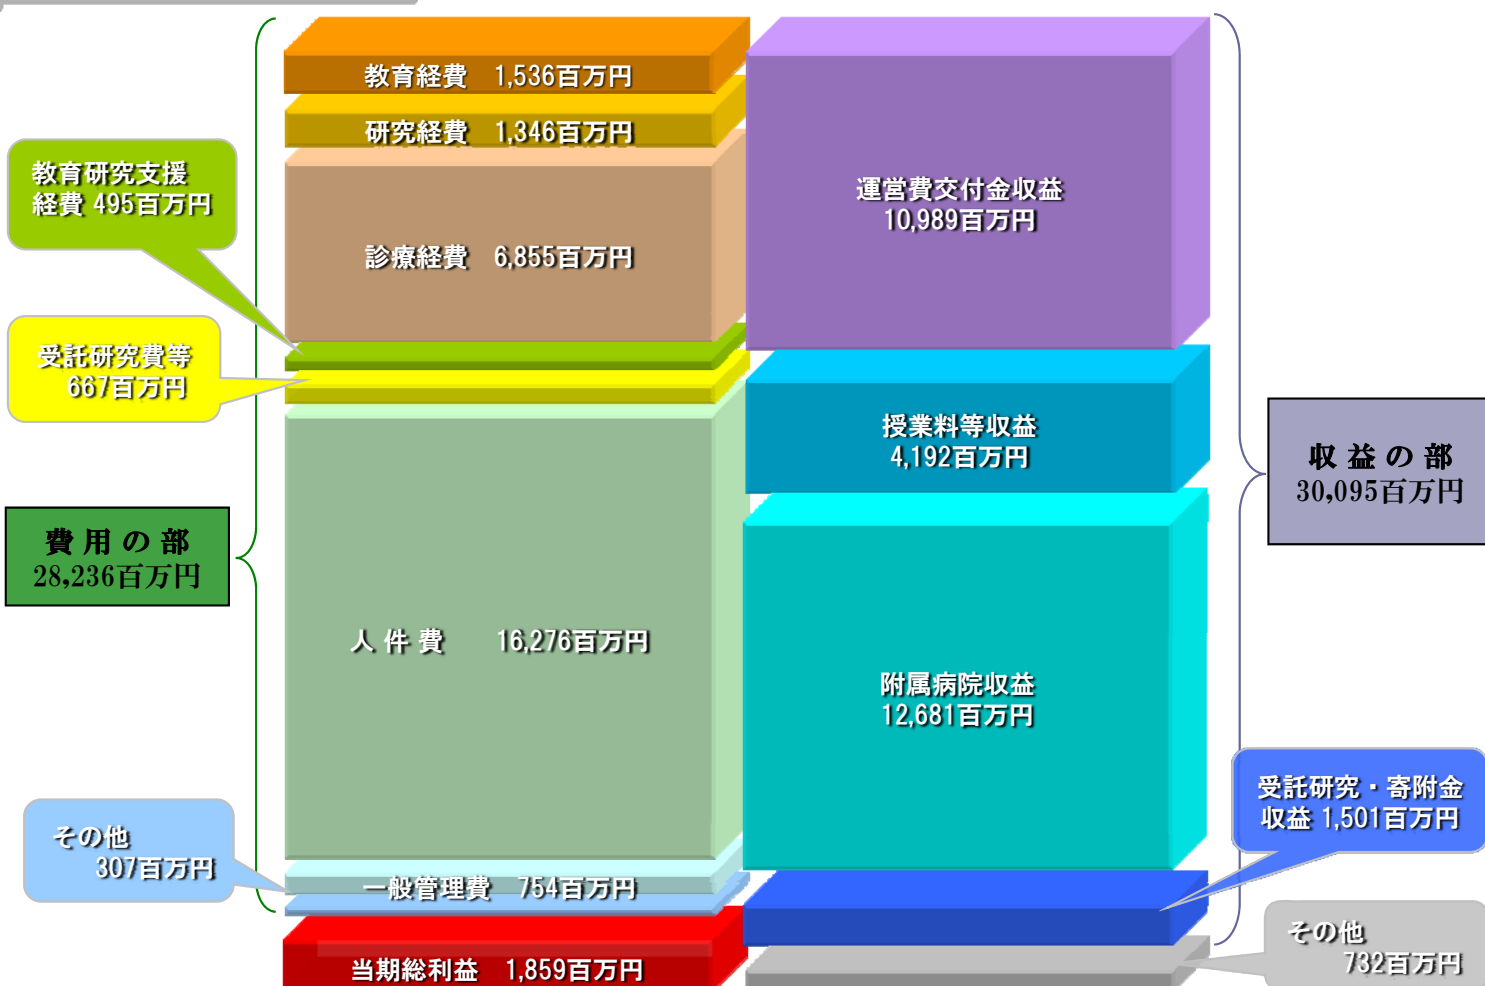 教育経費 1,536百万円
研究経費 1,346百万円
教育研究支援
経費 495百万円
診療経費 6,855百万円
受託研究費等
667百万円
費用の部
28,236百万円
人件費 16,276百万円
その他
307百万円
一般管理費 754百万円
当期総利益 1,859百万円
運営費交付金収益
10,989百万円
授業料等収益
4,192百万円
収益の部
30,095百万円
附属病院収益
12,681百万円
受託研究・寄附金
収益 1,501百万円
その他
732百万円